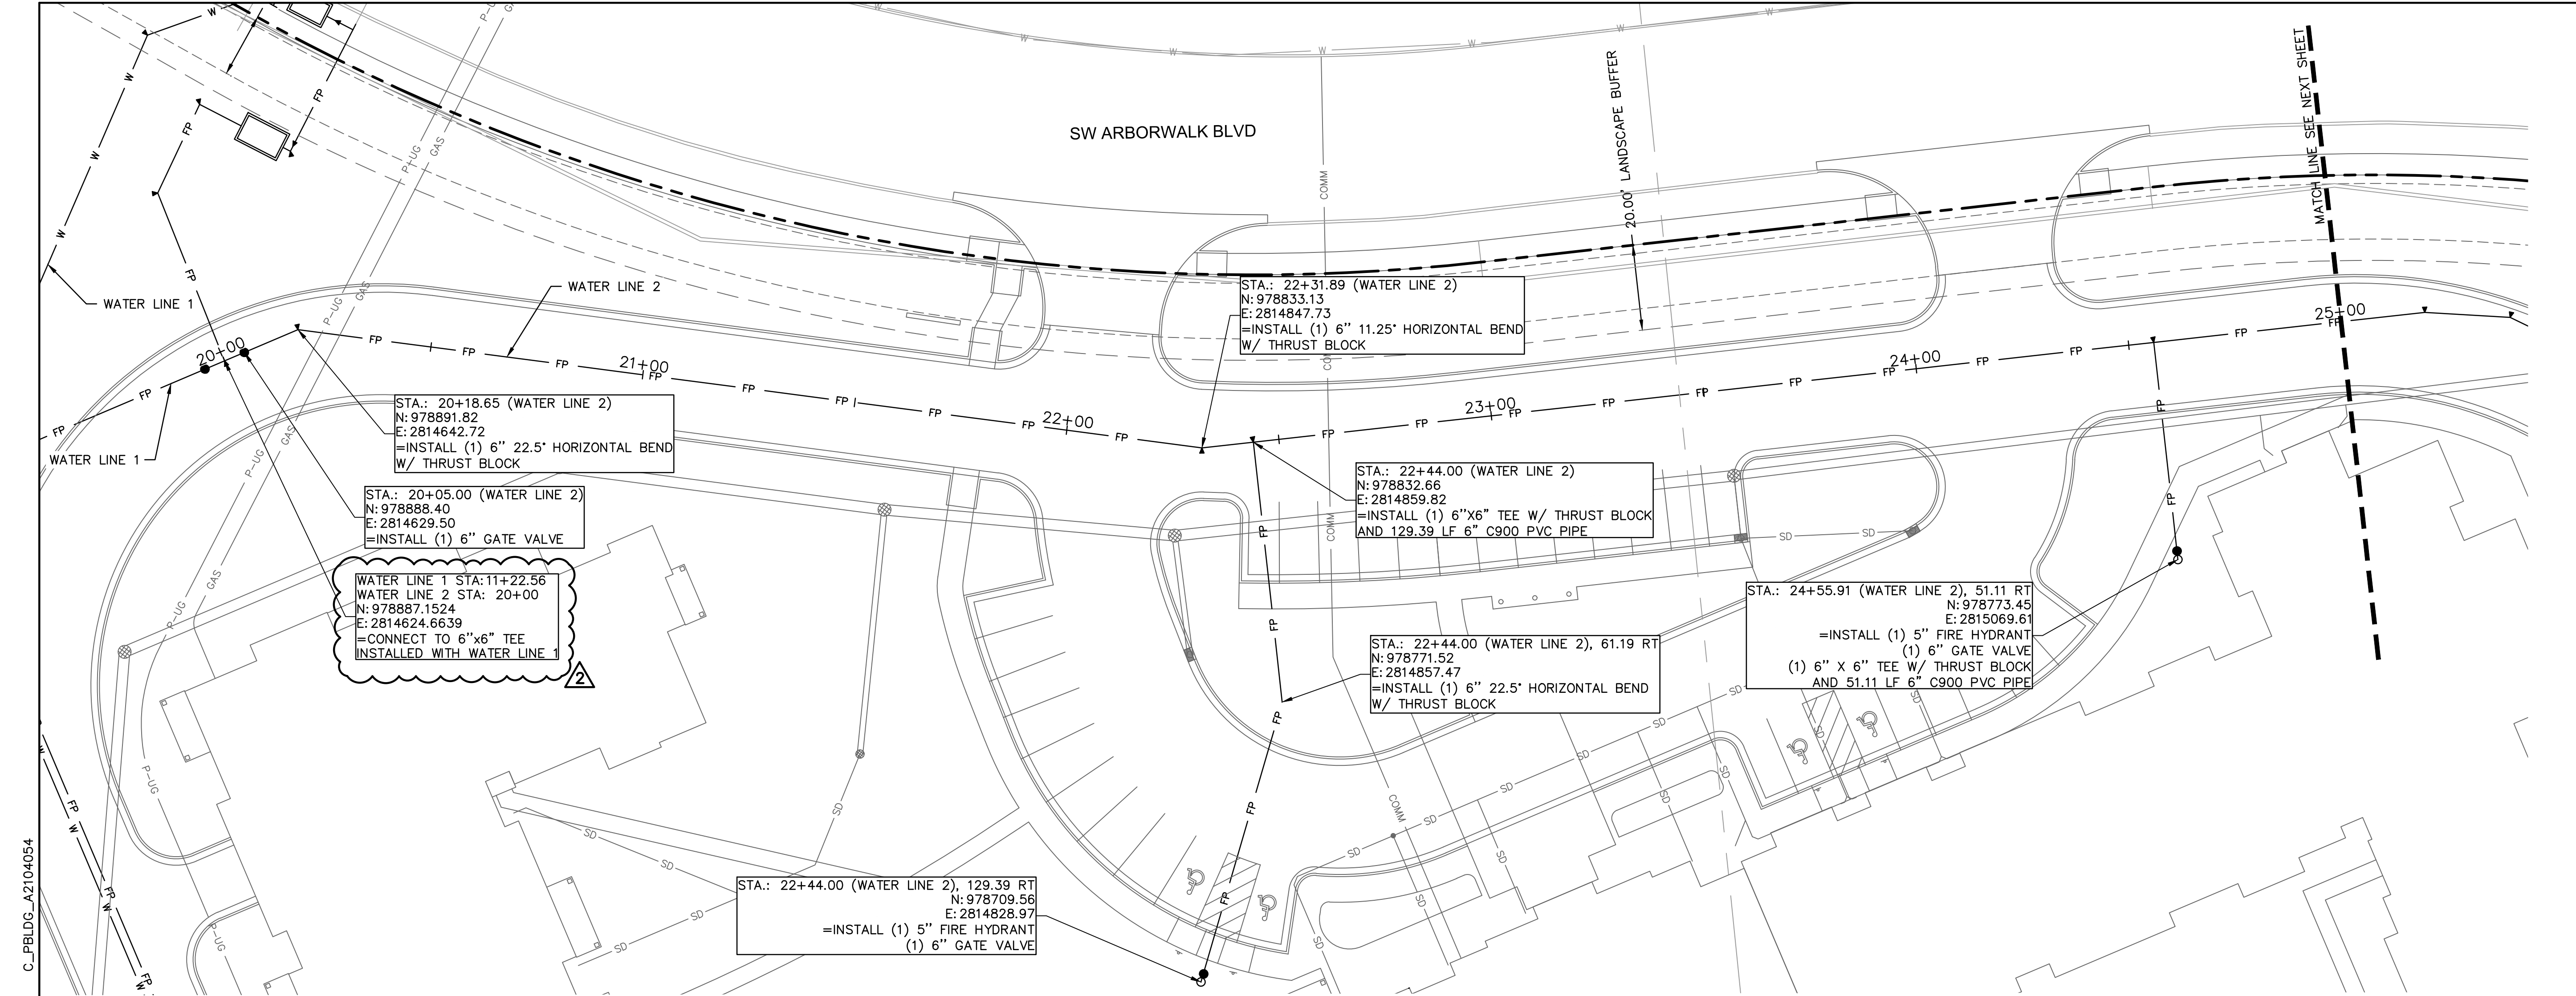 SW ARBORWALK BLVD
20.00' LANDSCAPE BUFFER
MATCH LINE SEE NEXT SHEET
WATER LINE 1
WATER LINE 2
WATER LINE 1
20+00
21+00
22+00
23+00
24+00
25+00
STA.: 22+31.89 (WATER LINE 2)
N: 978833.13
E: 2814847.73
=INSTALL (1) 6" 11.25° HORIZONTAL BEND
W/ THRUST BLOCK
STA.: 20+18.65 (WATER LINE 2)
N: 978891.82
E: 2814642.72
=INSTALL (1) 6" 22.5° HORIZONTAL BEND
W/ THRUST BLOCK
STA.: 20+05.00 (WATER LINE 2)
N: 978888.40
E: 2814629.50
=INSTALL (1) 6" GATE VALVE
WATER LINE 1 STA:11+22.56
WATER LINE 2 STA: 20+00
N: 978887.1524
E: 2814624.6639
=CONNECT TO 6"x6" TEE
INSTALLED WITH WATER LINE 1
2
STA.: 22+44.00 (WATER LINE 2)
N: 978832.66
E: 2814859.82
=INSTALL (1) 6"X6" TEE W/ THRUST BLOCK
AND 129.39 LF 6" C900 PVC PIPE
STA.: 22+44.00 (WATER LINE 2), 61.19 RT
N: 978771.52
E: 2814857.47
=INSTALL (1) 6" 22.5° HORIZONTAL BEND
W/ THRUST BLOCK
STA.: 24+55.91 (WATER LINE 2), 51.11 RT
N: 978773.45
E: 2815069.61
=INSTALL (1) 5" FIRE HYDRANT
(1) 6" GATE VALVE
(1) 6" X 6" TEE W/ THRUST BLOCK
AND 51.11 LF 6" C900 PVC PIPE
STA.: 22+44.00 (WATER LINE 2), 129.39 RT
N: 978709.56
E: 2814828.97
=INSTALL (1) 5" FIRE HYDRANT
(1) 6" GATE VALVE
C_PBLDG_A2104054
W
FP
P-UG
GAS
COMM
SD